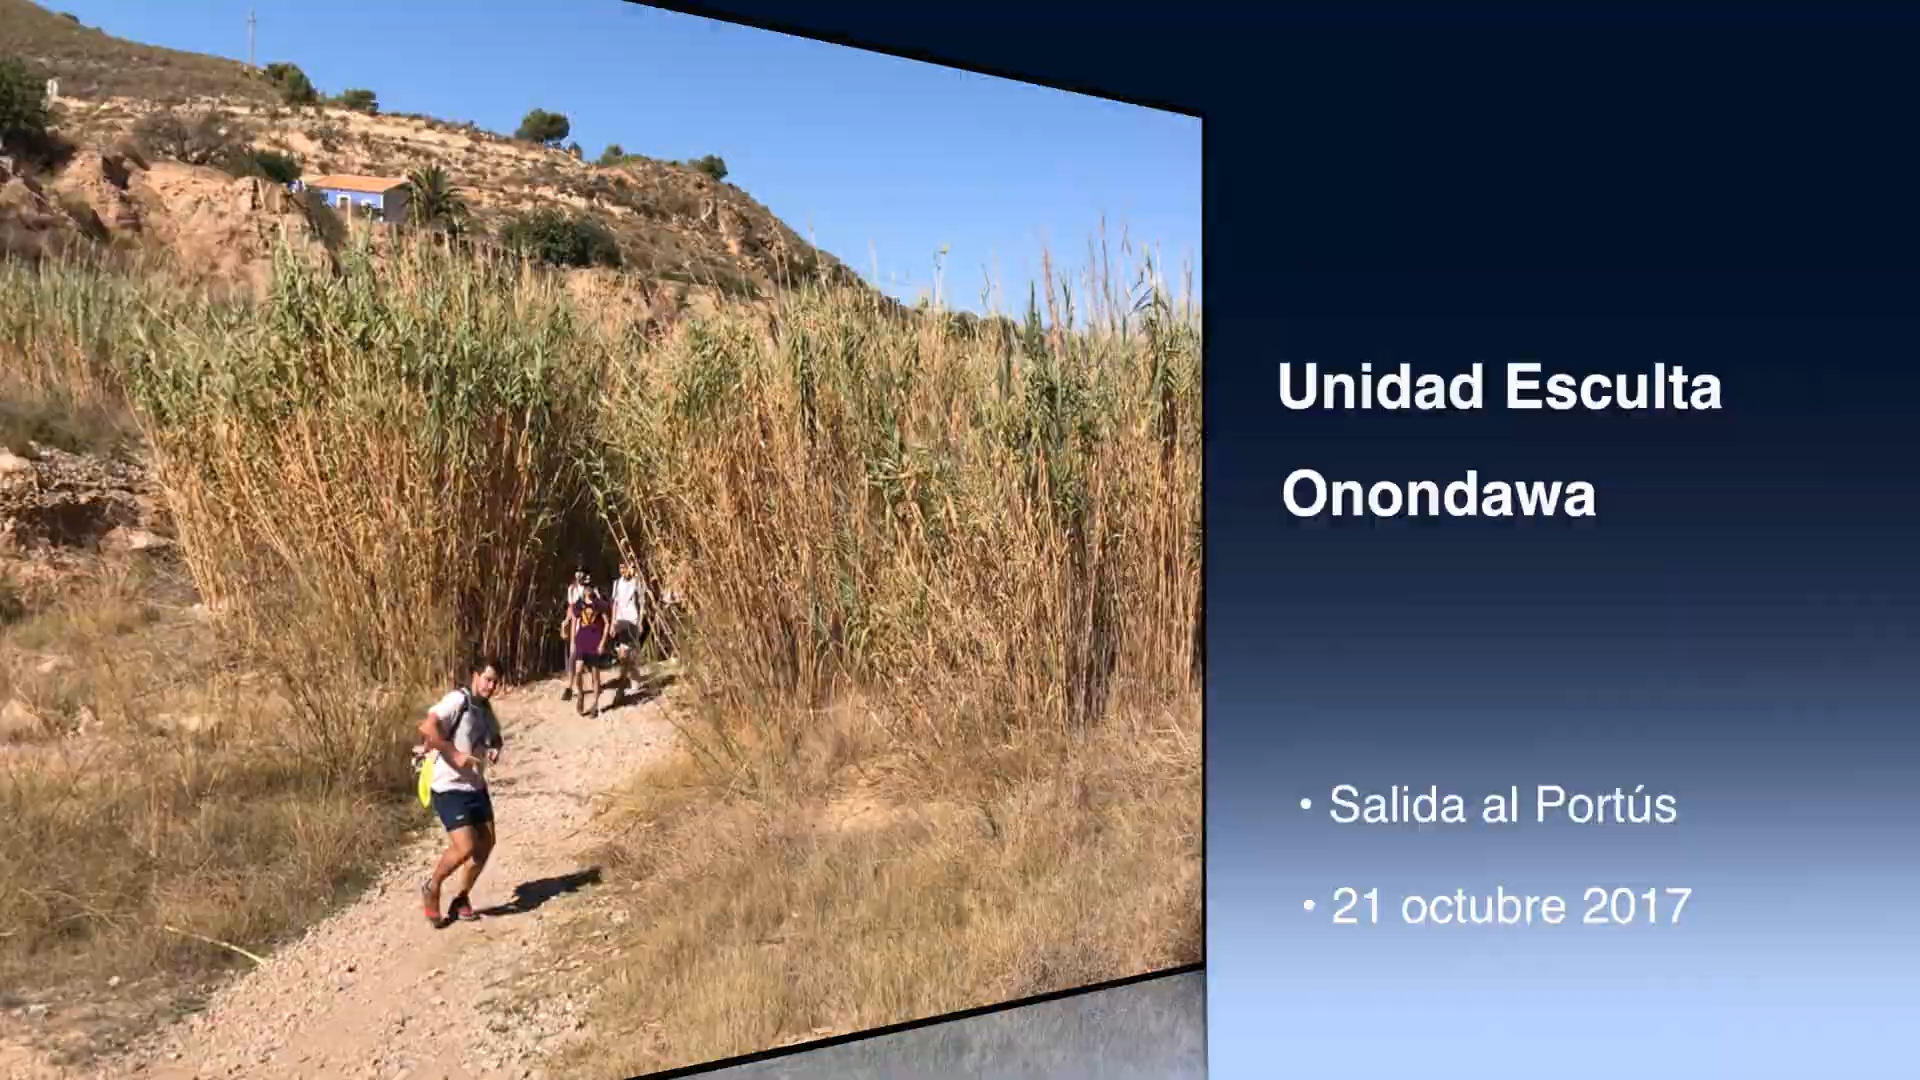 Unidad Esculta
Onondawa
• Salida al Portús
• 21 octubre 2017